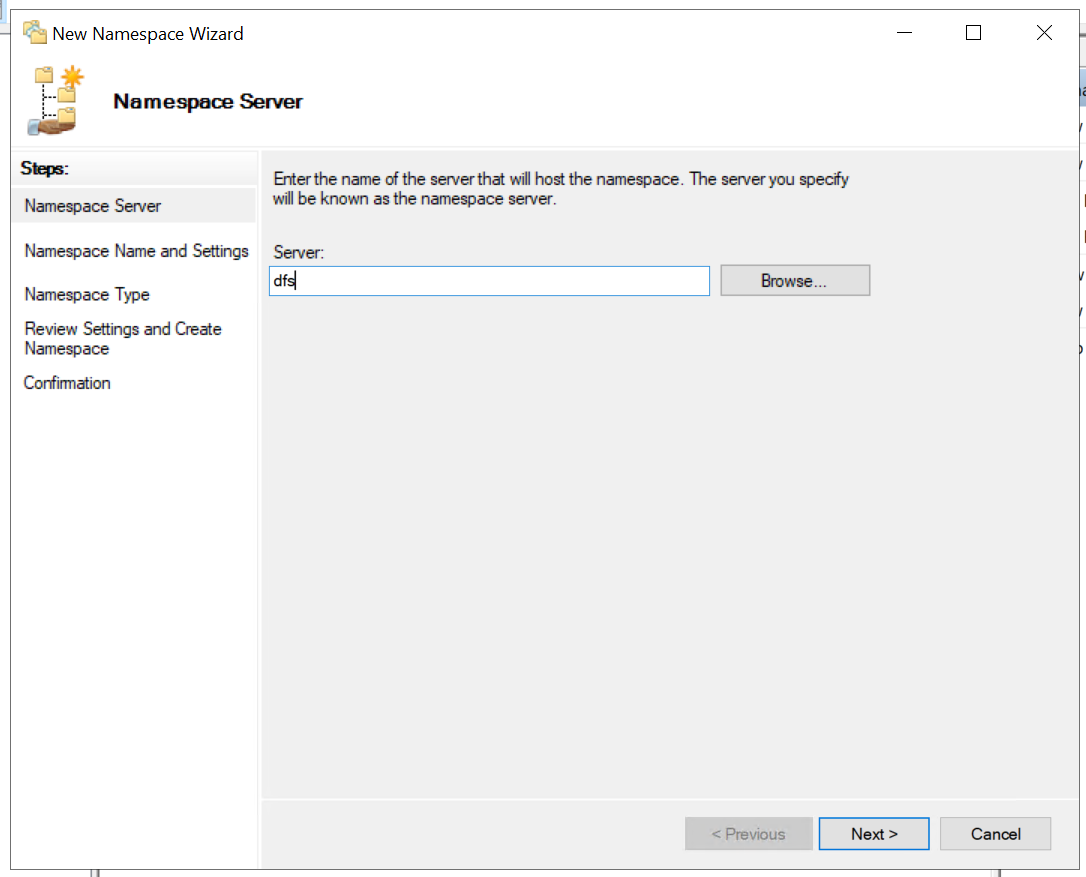 New Namespace Wizard
Namespace Server
Steps:
Namespace Server
Namespace Name and Settings
Namespace Type
Review Settings and Create
Namespace
Confirmation
Enter the name of the server that will host the namespace. The server you specify
will be known as the namespace server.
Server:
dfs
Browse...
< Previous
Next >
Cancel